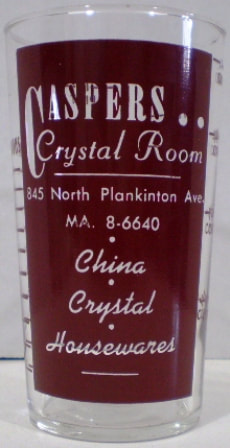 CASPERS . .
Crystal Room
845 North Plankinton Ave.
MA. 8-6640
•
China
•
Crystal
•
Housewares